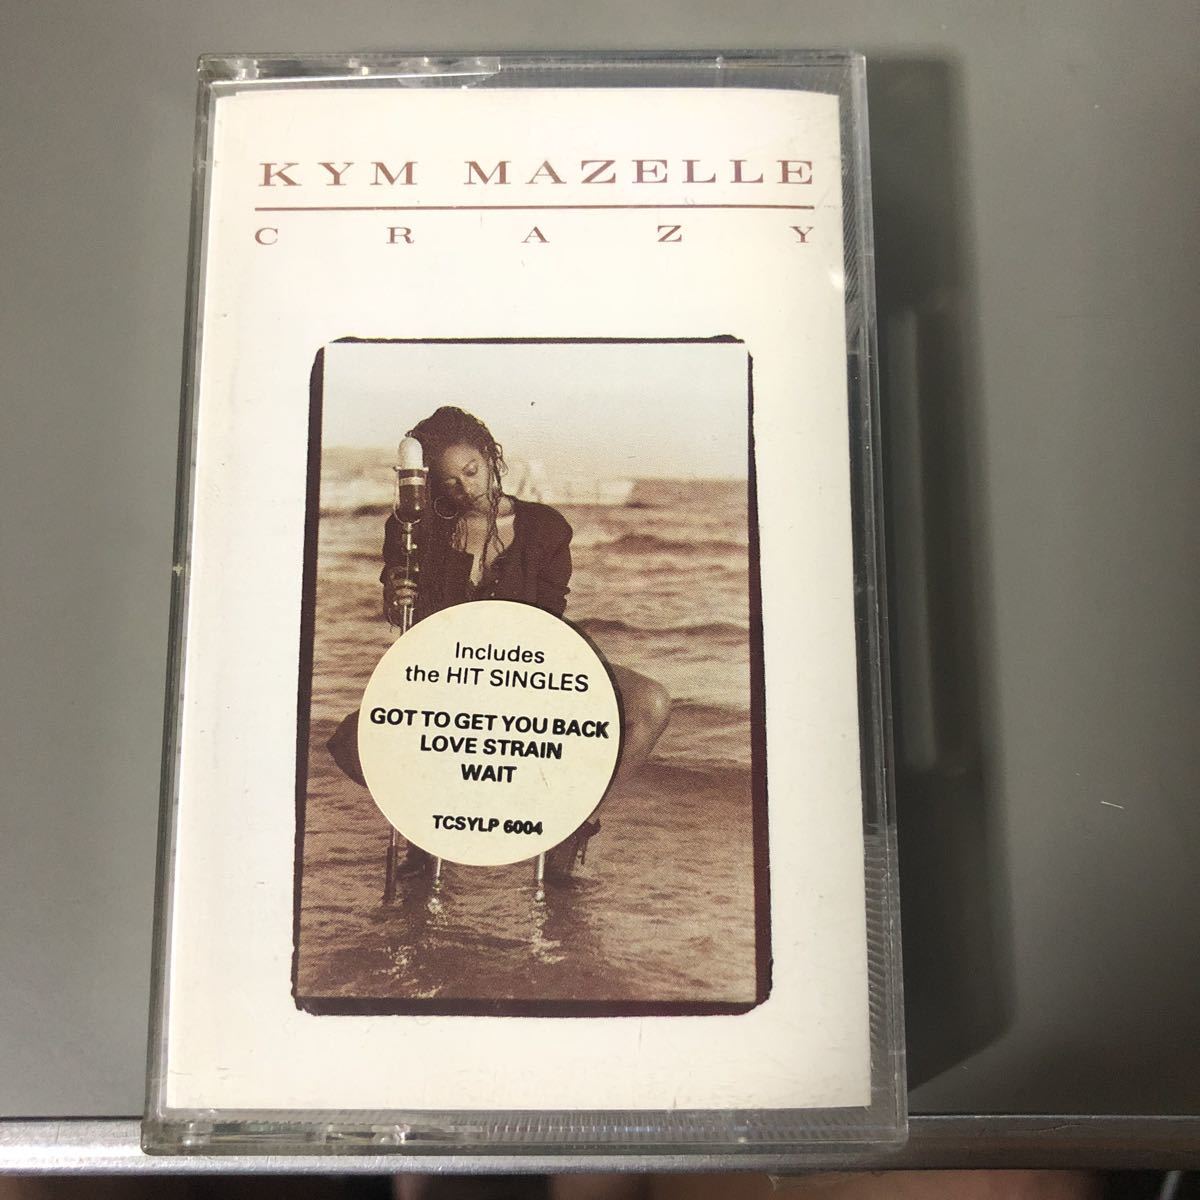 KYM MAZELLE
CRAZY
Includes
the HIT SINGLES
GOT TO GET YOU BACK
LOVE STRAIN
WAIT
TCSYLP 6004